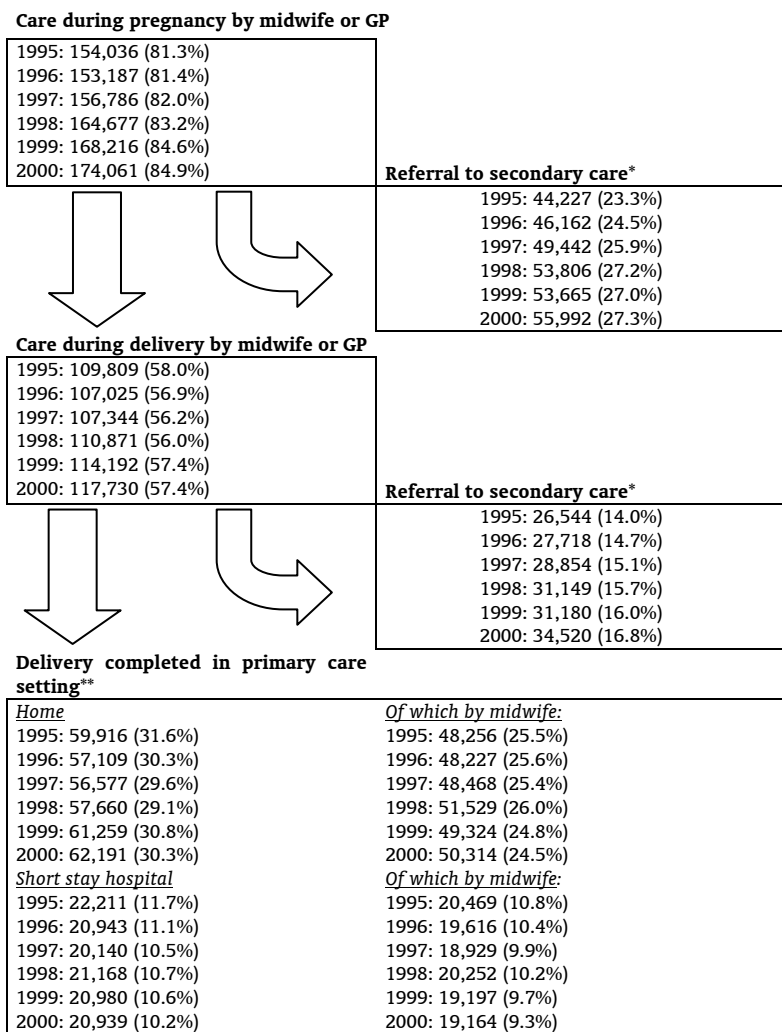 Care during pregnancy by midwife or GP
1995: 154,036 (81.3%)
1996: 153,187 (81.4%)
1997: 156,786 (82.0%)
1998: 164,677 (83.2%)
1999: 168,216 (84.6%)
2000: 174,061 (84.9%)
Referral to secondary care*
1995: 44,227 (23.3%)
1996: 46,162 (24.5%)
1997: 49,442 (25.9%)
1998: 53,806 (27.2%)
1999: 53,665 (27.0%)
2000: 55,992 (27.3%)
Care during delivery by midwife or GP
1995: 109,809 (58.0%)
1996: 107,025 (56.9%)
1997: 107,344 (56.2%)
1998: 110,871 (56.0%)
1999: 114,192 (57.4%)
2000: 117,730 (57.4%)
Referral to secondary care*
1995: 26,544 (14.0%)
1996: 27,718 (14.7%)
1997: 28,854 (15.1%)
1998: 31,149 (15.7%)
1999: 31,180 (16.0%)
2000: 34,520 (16.8%)
Delivery completed in primary care
setting**
Home
1995: 59,916 (31.6%)
1996: 57,109 (30.3%)
1997: 56,577 (29.6%)
1998: 57,660 (29.1%)
1999: 61,259 (30.8%)
2000: 62,191 (30.3%)
Of which by midwife:
1995: 48,256 (25.5%)
1996: 48,227 (25.6%)
1997: 48,468 (25.4%)
1998: 51,529 (26.0%)
1999: 49,324 (24.8%)
2000: 50,314 (24.5%)
Short stay hospital
1995: 22,211 (11.7%)
1996: 20,943 (11.1%)
1997: 20,140 (10.5%)
1998: 21,168 (10.7%)
1999: 20,980 (10.6%)
2000: 20,939 (10.2%)
Of which by midwife:
1995: 20,469 (10.8%)
1996: 19,616 (10.4%)
1997: 18,929 (9.9%)
1998: 20,252 (10.2%)
1999: 19,197 (9.7%)
2000: 19,164 (9.3%)